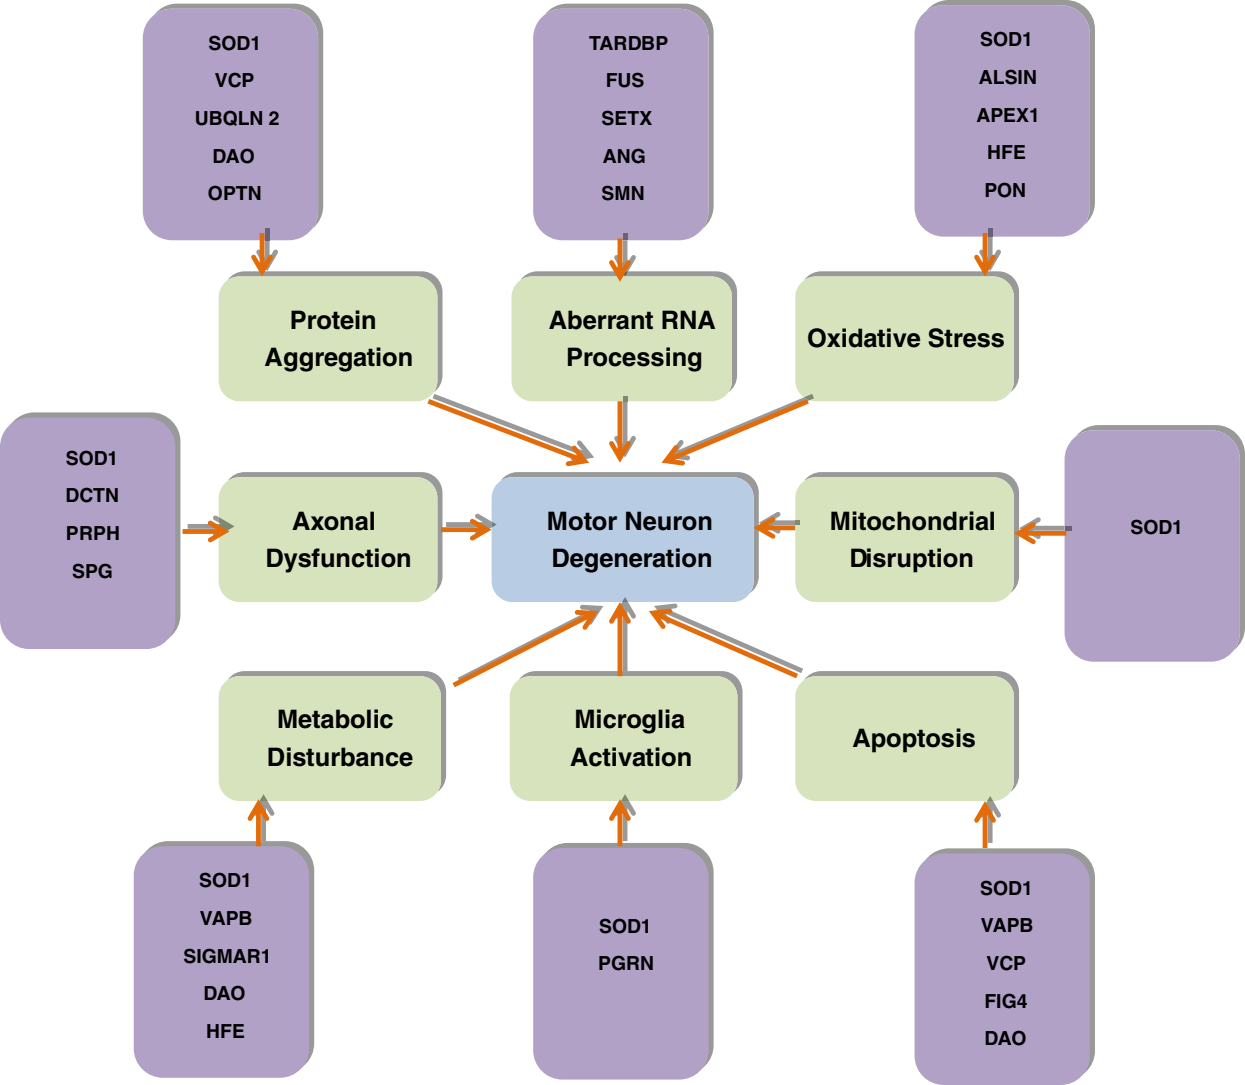 SOD1
VCP
UBQLN 2
DAO
OPTN
TARDBP
FUS
SETX
ANG
SMN
SOD1
ALSIN
APEX1
HFE
PON
Protein
Aggregation
Aberrant RNA
Processing
Oxidative Stress
SOD1
DCTN
PRPH
SPG
Axonal
Dysfunction
Motor Neuron
Degeneration
Mitochondrial
Disruption
SOD1
Metabolic
Disturbance
Microglia
Activation
Apoptosis
SOD1
VAPB
SIGMAR1
DAO
HFE
SOD1
PGRN
SOD1
VAPB
VCP
FIG4
DAO